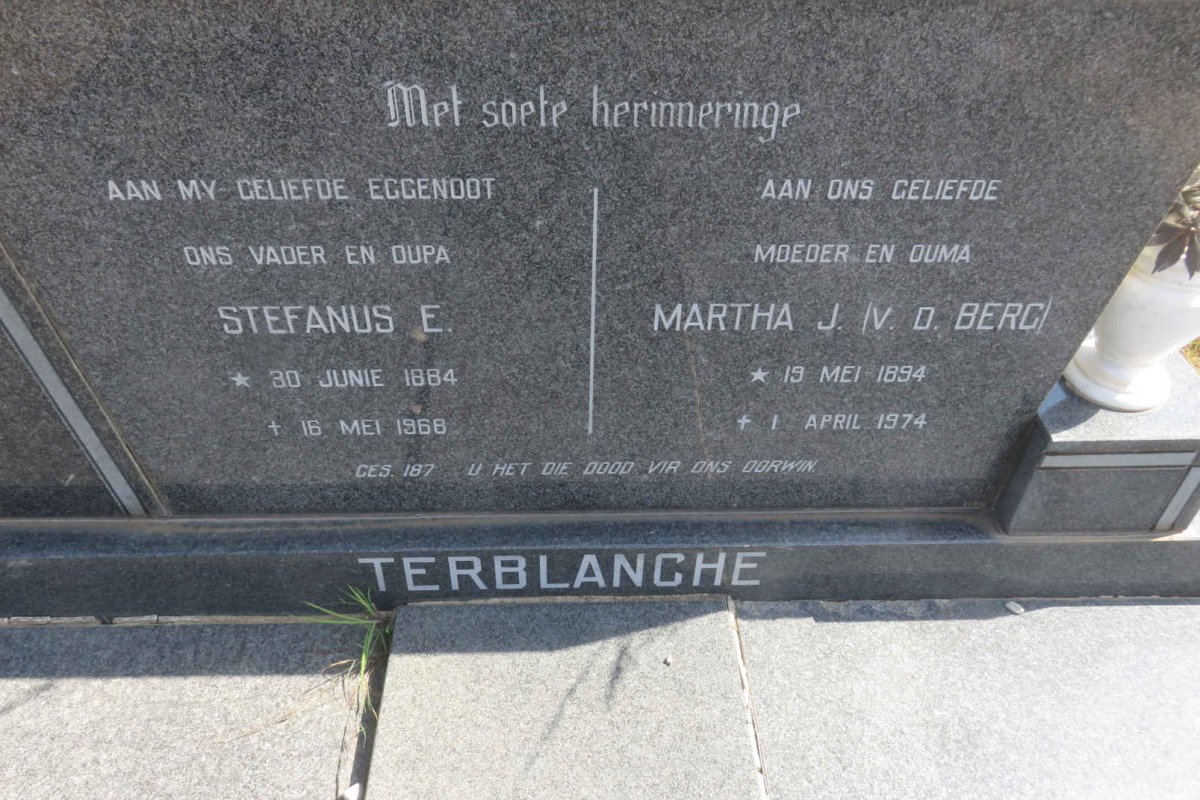 Met soete herinneringe
AAN MY GELIEFDE EGGENOOT
ONS VADER EN OUPA
STEFANUS E.
★ 30 JUNIE 1884
✝ 16 MEI 1968
AAN ONS GELIEFDE
MOEDER EN OUMA
MARTHA J. (V. D. BERG)
★ 19 MEI 1894
✝ 1 APRIL 1974
GES. 187 U HET DIE DOOD VIR ONS OORWIN.
TERBLANCHE